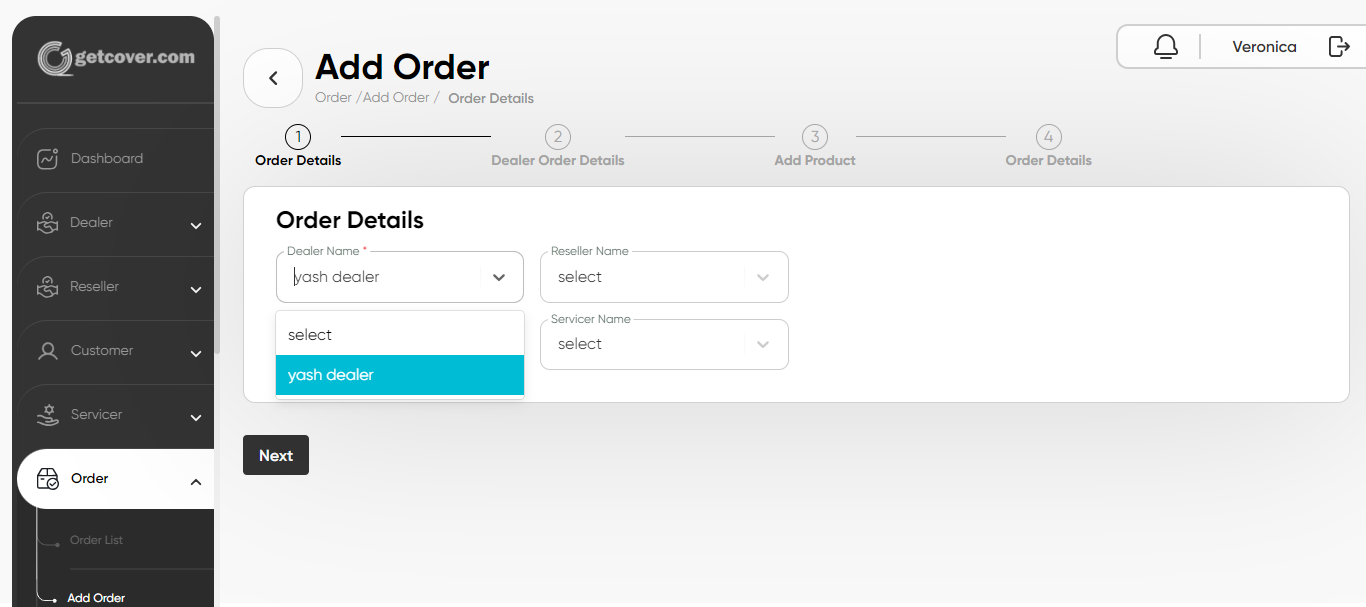 getcover.com
Dashboard
Dealer
Reseller
Customer
Servicer
Order
Order List
Add Order
Veronica
Add Order
Order /Add Order / Order Details
1 2 3 4
Order Details Dealer Order Details Add Product Order Details
Order Details
Dealer Name * Reseller Name
yash dealer select
Servicer Name
select select
yash dealer
Next